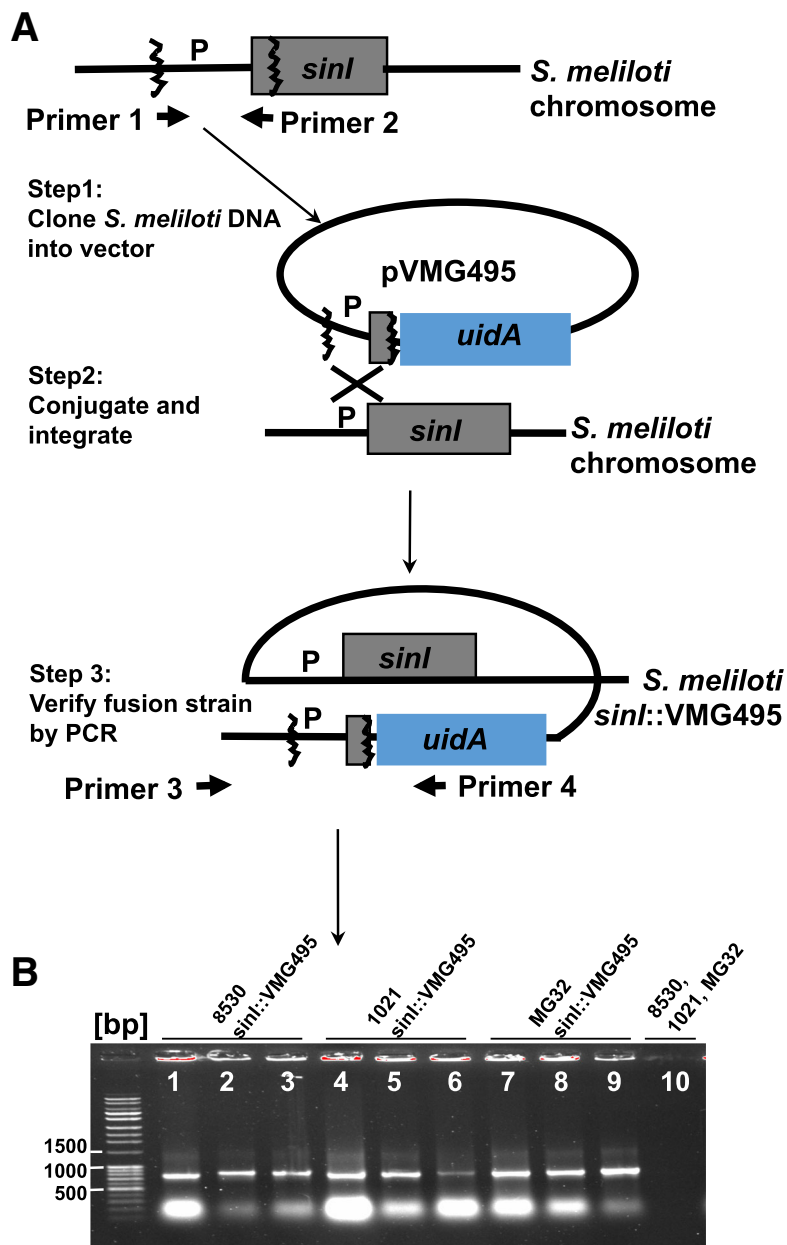 A
P
sinI
S. meliloti
chromosome
Primer 1
Primer 2
Step1:
Clone S. meliloti DNA
into vector
pVMG495
P
uidA
Step2:
Conjugate and
integrate
P
sinI
S. meliloti
chromosome
P
sinI
Step 3:
Verify fusion strain
by PCR
S. meliloti
sinI::VMG495
P
uidA
Primer 3
Primer 4
B
[bp]
8530
sinI::VMG495
1021
sinI::VMG495
MG32
sinI::VMG495
8530,
1021, MG32
1 2 3 4 5 6 7 8 9 10
1500
1000
500